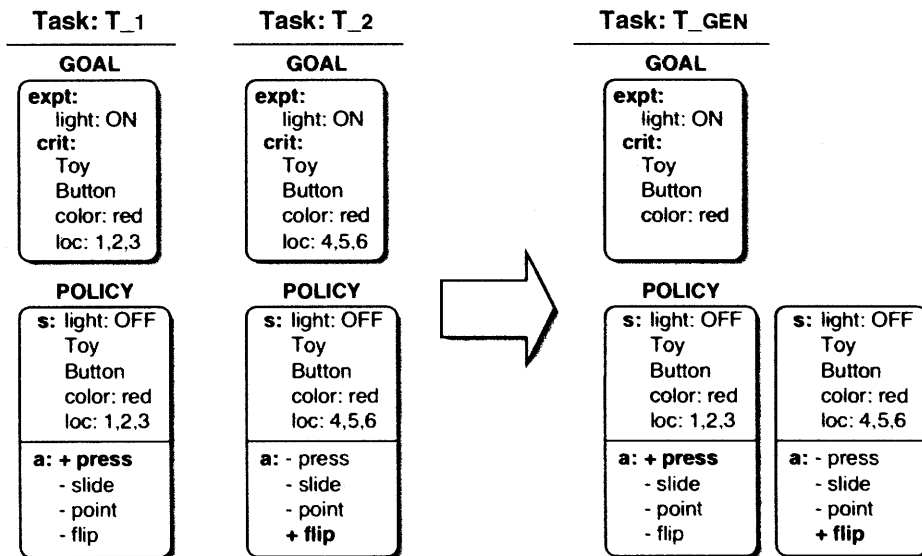 Task: T_1
GOAL
expt:
light: ON
crit:
Toy
Button
color: red
loc: 1,2,3
POLICY
s: light: OFF
Toy
Button
color: red
loc: 1,2,3
a: + press
- slide
- point
- flip
Task: T_2
GOAL
expt:
light: ON
crit:
Toy
Button
color: red
loc: 4,5,6
POLICY
s: light: OFF
Toy
Button
color: red
loc: 4,5,6
a: - press
- slide
- point
+ flip
Task: T_GEN
GOAL
expt:
light: ON
crit:
Toy
Button
color: red
POLICY
s: light: OFF
Toy
Button
color: red
loc: 1,2,3
a: + press
- slide
- point
- flip
s: light: OFF
Toy
Button
color: red
loc: 4,5,6
a: - press
- slide
- point
+ flip